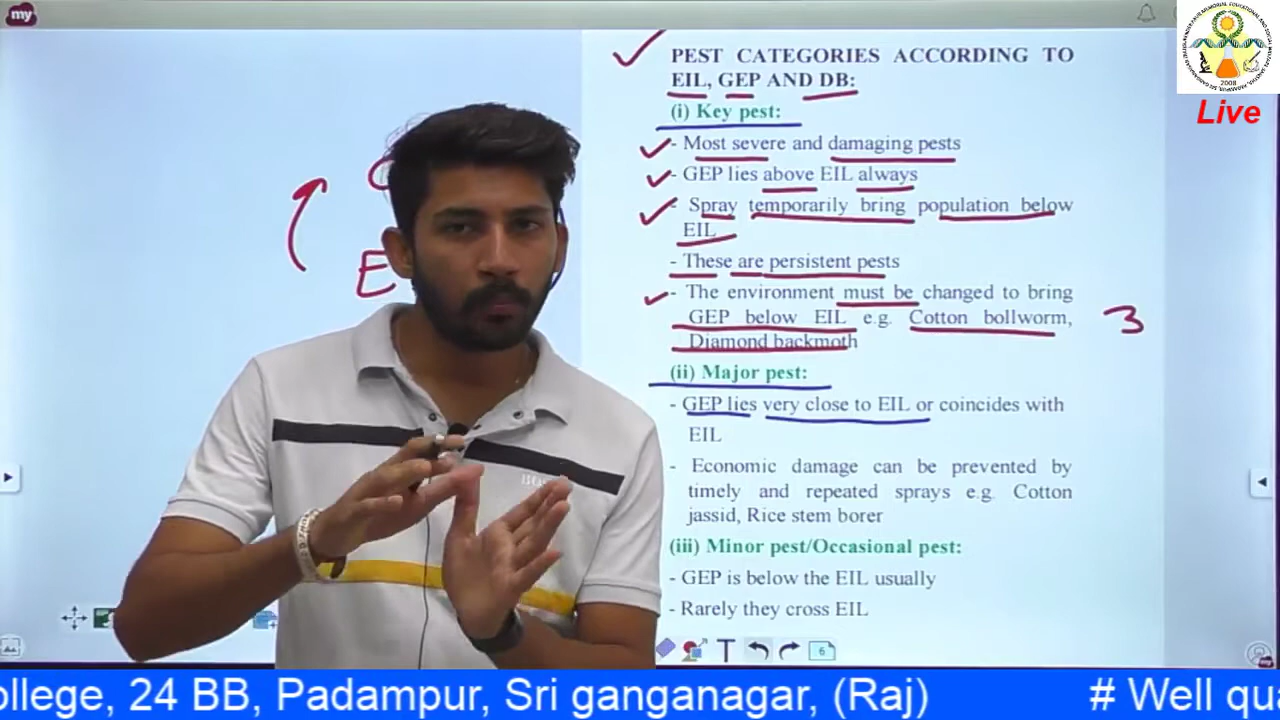 my
PEST CATEGORIES ACCORDING TO
EIL, GEP AND DB:
(i) Key pest:
- Most severe and damaging pests
- GEP lies above EIL always
- Spray temporarily bring population below
EIL
- These are persistent pests
- The environment must be changed to bring
GEP below EIL e.g. Cotton bollworm,
Diamond backmoth
3
(ii) Major pest:
- GEP lies very close to EIL or coincides with
EIL
- Economic damage can be prevented by
timely and repeated sprays e.g. Cotton
jassid, Rice stem borer
(iii) Minor pest/Occasional pest:
- GEP is below the EIL usually
- Rarely they cross EIL
E
T
6
2008
Live
ollege, 24 BB, Padampur, Sri ganganagar, (Raj)
# Well qua